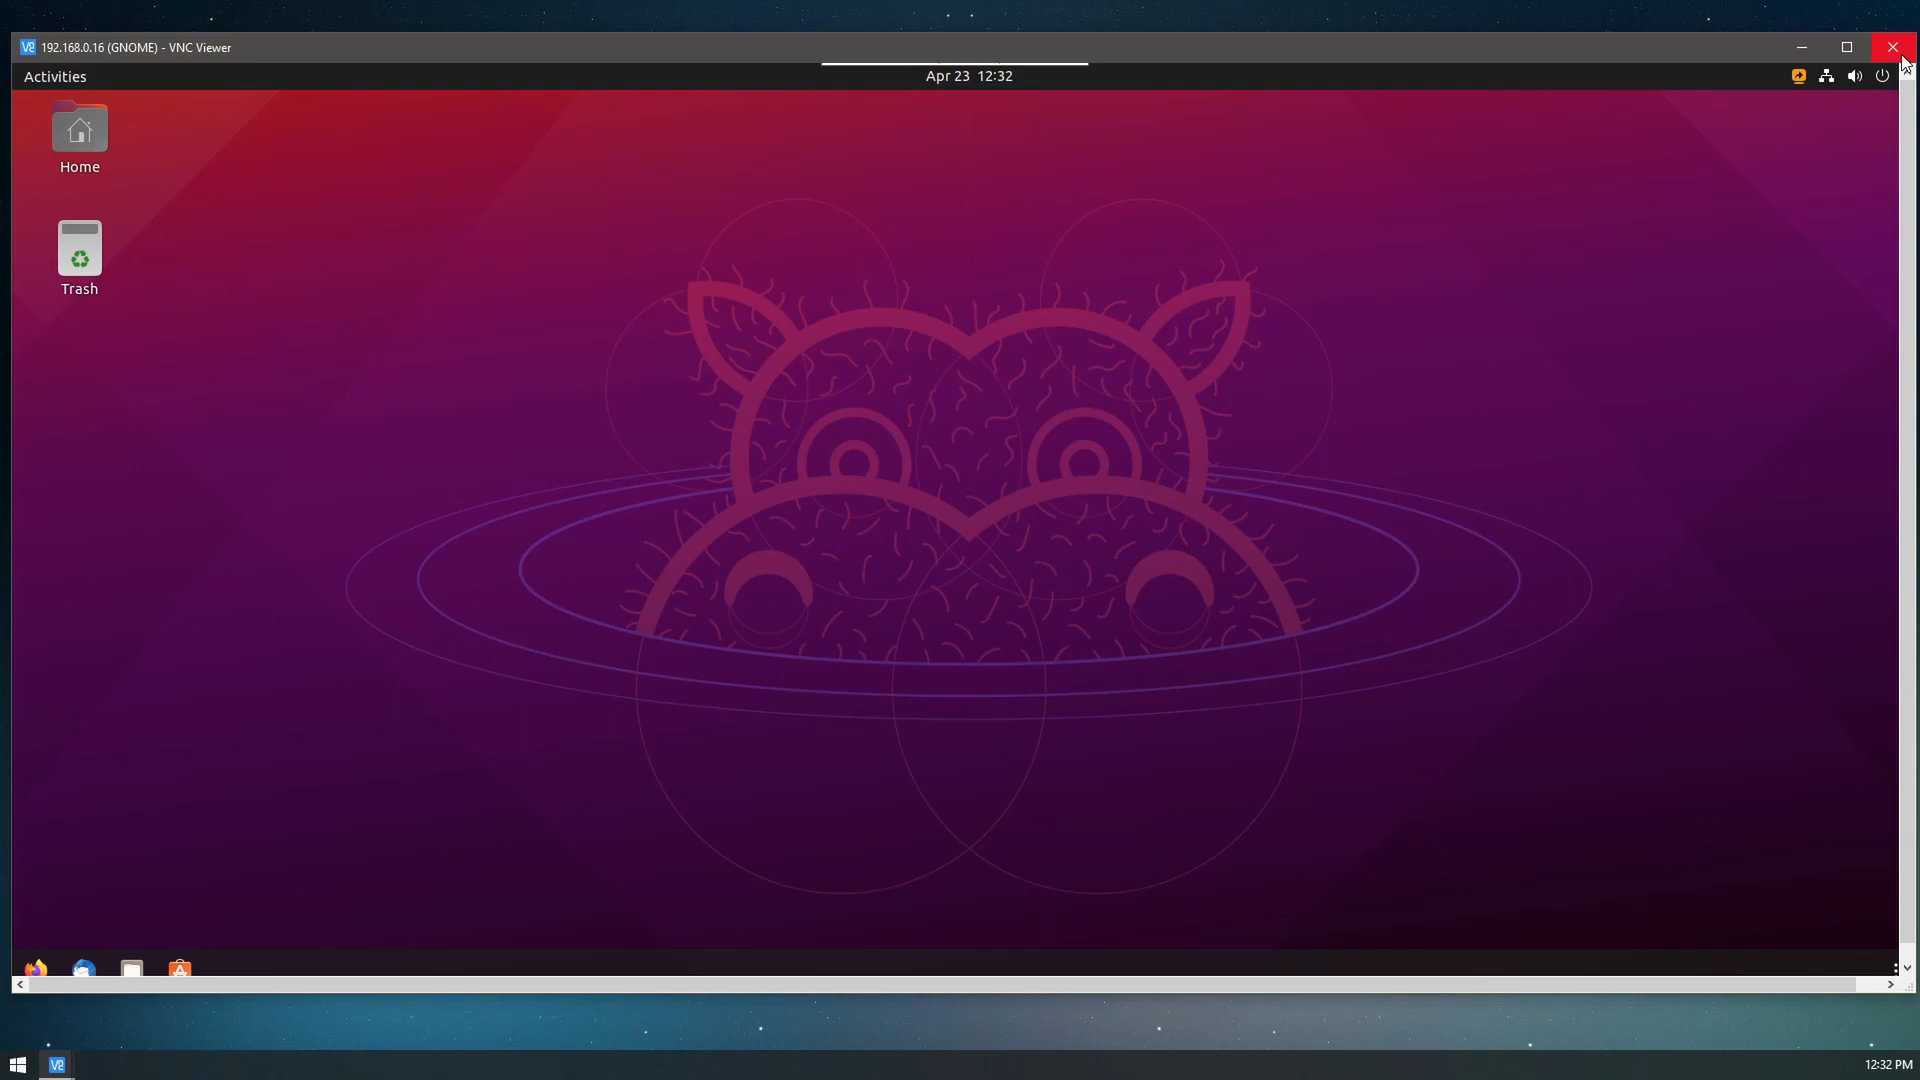 192.168.0.16 (GNOME) - VNC Viewer
Activities
Apr 23 12:32
Home
Trash
12:32 PM